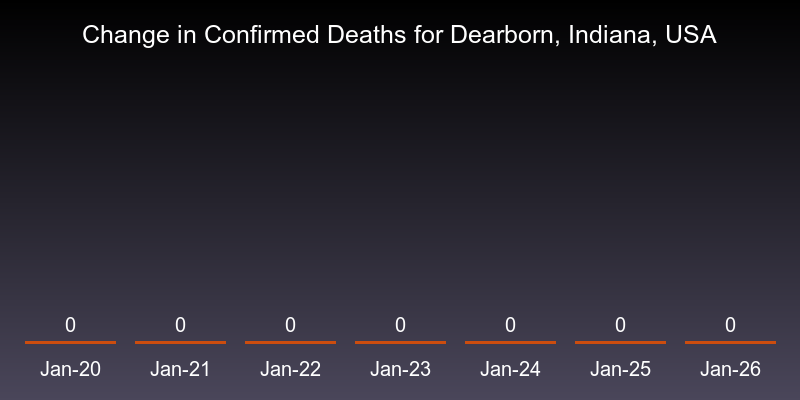 Change in Confirmed Deaths for Dearborn, Indiana, USA
0 0 0 0 0 0 0
Jan-20 Jan-21 Jan-22 Jan-23 Jan-24 Jan-25 Jan-26